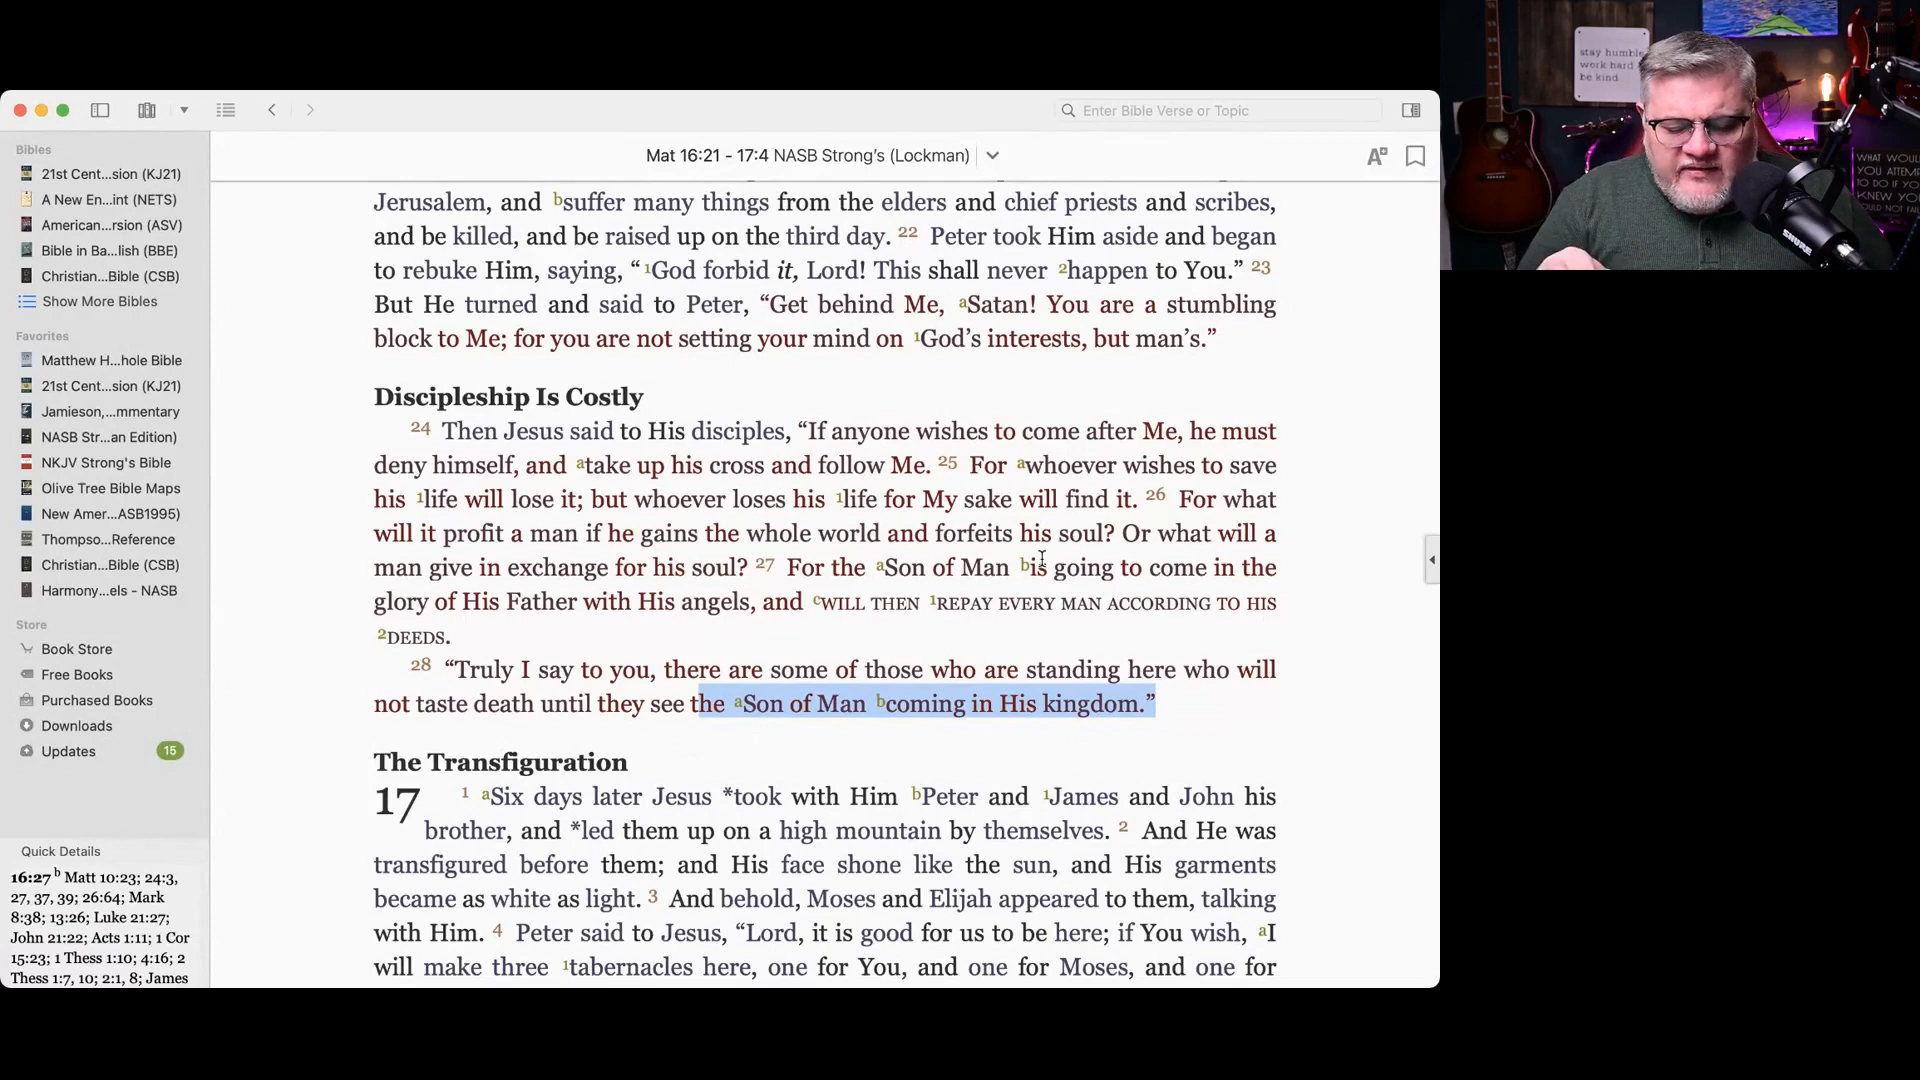 Enter Bible Verse or Topic
Mat 16:21 - 17:4 NASB Strong's (Lockman)
Bibles
21st Cent...sion (KJ21)
A New En...int (NETS)
American...rsion (ASV)
Bible in Ba...lish (BBE)
Christian...Bible (CSB)
Show More Bibles
Favorites
Matthew H...hole Bible
21st Cent...sion (KJ21)
Jamieson,...mmentary
NASB Str...an Edition)
NKJV Strong's Bible
Olive Tree Bible Maps
New Amer...ASB1995)
Thompso...Reference
Christian...Bible (CSB)
Harmony...els - NASB
Store
Book Store
Free Books
Purchased Books
Downloads
Updates 15
Quick Details
16:27 b Matt 10:23; 24:3,
27, 37, 39; 26:64; Mark
8:38; 13:26; Luke 21:27;
John 21:22; Acts 1:11; 1 Cor
15:23; 1 Thess 1:10; 4:16; 2
Thess 1:7, 10; 2:1, 8; James
Jerusalem, and bsuffer many things from the elders and chief priests and scribes,
and be killed, and be raised up on the third day. 22 Peter took Him aside and began
to rebuke Him, saying, “1God forbid it, Lord! This shall never 2happen to You.” 23
But He turned and said to Peter, “Get behind Me, aSatan! You are a stumbling
block to Me; for you are not setting your mind on 1God’s interests, but man’s.”
Discipleship Is Costly
24 Then Jesus said to His disciples, “If anyone wishes to come after Me, he must
deny himself, and atake up his cross and follow Me. 25 For awhoever wishes to save
his 1life will lose it; but whoever loses his 1life for My sake will find it. 26 For what
will it profit a man if he gains the whole world and forfeits his soul? Or what will a
man give in exchange for his soul? 27 For the aSon of Man bis going to come in the
glory of His Father with His angels, and cWILL THEN 1REPAY EVERY MAN ACCORDING TO HIS
2DEEDS.
28 “Truly I say to you, there are some of those who are standing here who will
not taste death until they see the aSon of Man bcoming in His kingdom.”
The Transfiguration
17 1 aSix days later Jesus *took with Him bPeter and 1James and John his
brother, and *led them up on a high mountain by themselves. 2 And He was
transfigured before them; and His face shone like the sun, and His garments
became as white as light. 3 And behold, Moses and Elijah appeared to them, talking
with Him. 4 Peter said to Jesus, “Lord, it is good for us to be here; if You wish, aI
will make three 1tabernacles here, one for You, and one for Moses, and one for
stay humble
work hard
be kind.
SHURE
WHAT WOULD
YOU ATTEMPT
TO DO IF YOU
KNEW YOU
COULD NOT FAIL